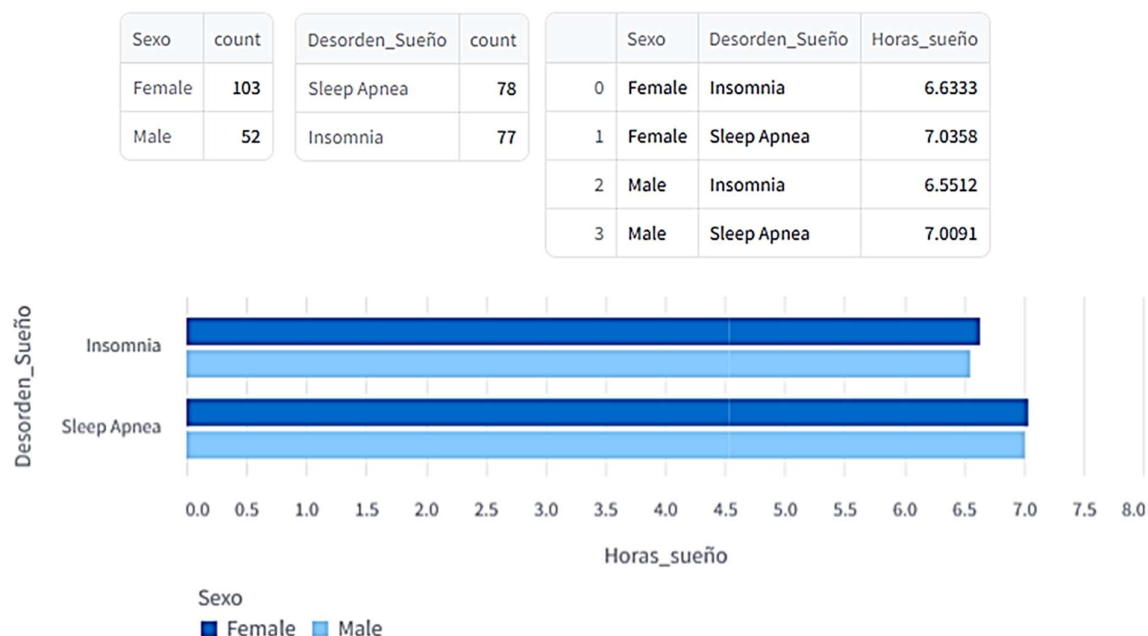 Sexo count
Female 103
Male 52
Desorden_Sueño count
Sleep Apnea 78
Insomnia 77
Sexo Desorden_Sueño Horas_sueño
0 Female Insomnia 6.6333
1 Female Sleep Apnea 7.0358
2 Male Insomnia 6.5512
3 Male Sleep Apnea 7.0091
Desorden_Sueño
Insomnia
Sleep Apnea
0.0 0.5 1.0 1.5 2.0 2.5 3.0 3.5 4.0 4.5 5.0 5.5 6.0 6.5 7.0 7.5 8.0
Horas_sueño
Sexo
Female Male